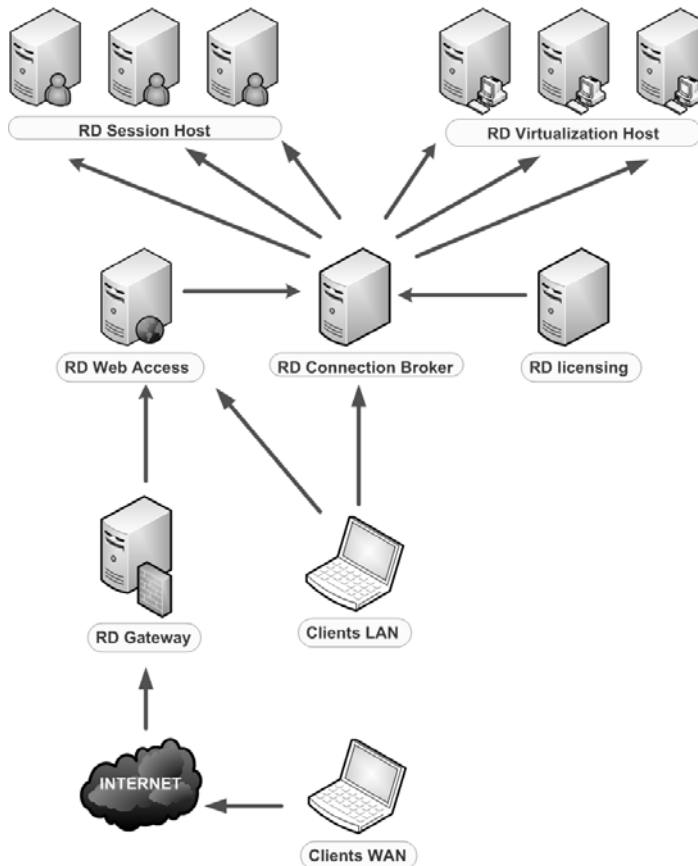 RD Session Host
RD Virtualization Host
RD Web Access
RD Connection Broker
RD licensing
RD Gateway
Clients LAN
INTERNET
Clients WAN